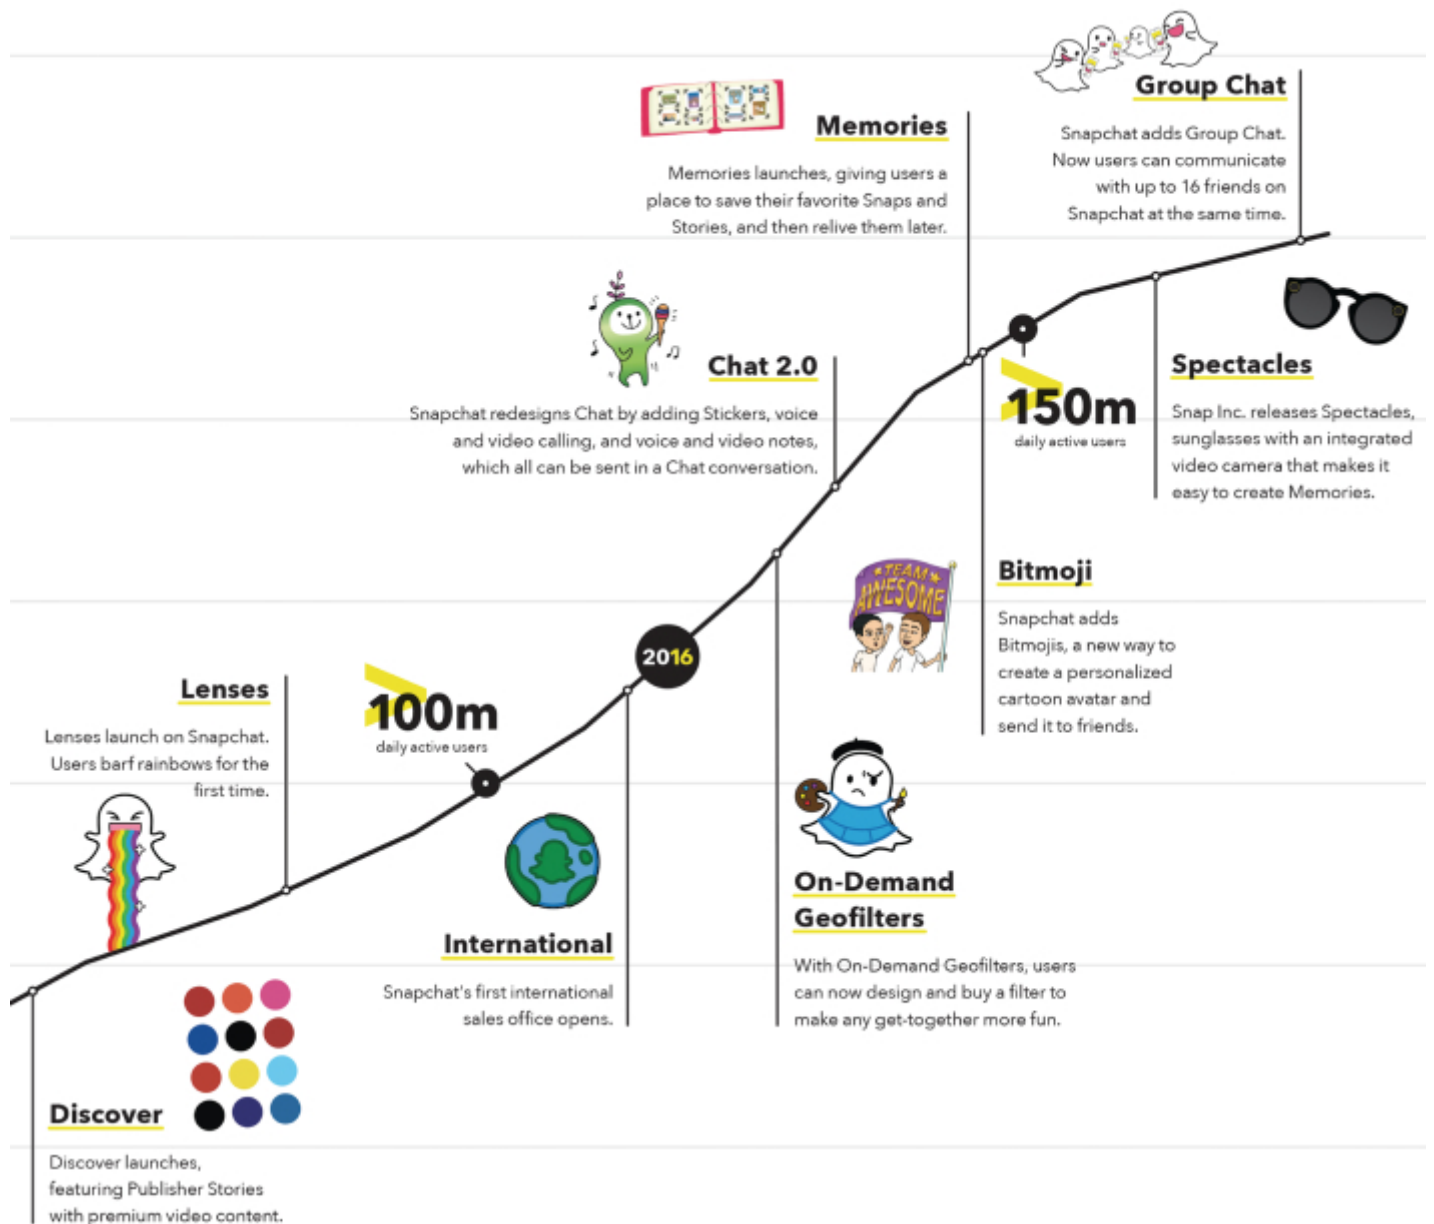 Group Chat
Snapchat adds Group Chat.
Now users can communicate
with up to 16 friends on
Snapchat at the same time.
Memories
Memories launches, giving users a
place to save their favorite Snaps and
Stories, and then relive them later.
Chat 2.0
Snapchat redesigns Chat by adding Stickers, voice
and video calling, and voice and video notes,
which all can be sent in a Chat conversation.
>
150m
daily active users
Spectacles
Snap Inc. releases Spectacles,
sunglasses with an integrated
video camera that makes it
easy to create Memories.
TEAM
AWESOME
Bitmoji
Snapchat adds
Bitmojis, a new way to
create a personalized
cartoon avatar and
send it to friends.
2016
Lenses
Lenses launch on Snapchat.
Users barf rainbows for the
first time.
>
100m
daily active users
International
Snapchat's first international
sales office opens.
On-Demand
Geofilters
With On-Demand Geofilters, users
can now design and buy a filter to
make any get-together more fun.
Discover
Discover launches,
featuring Publisher Stories
with premium video content.